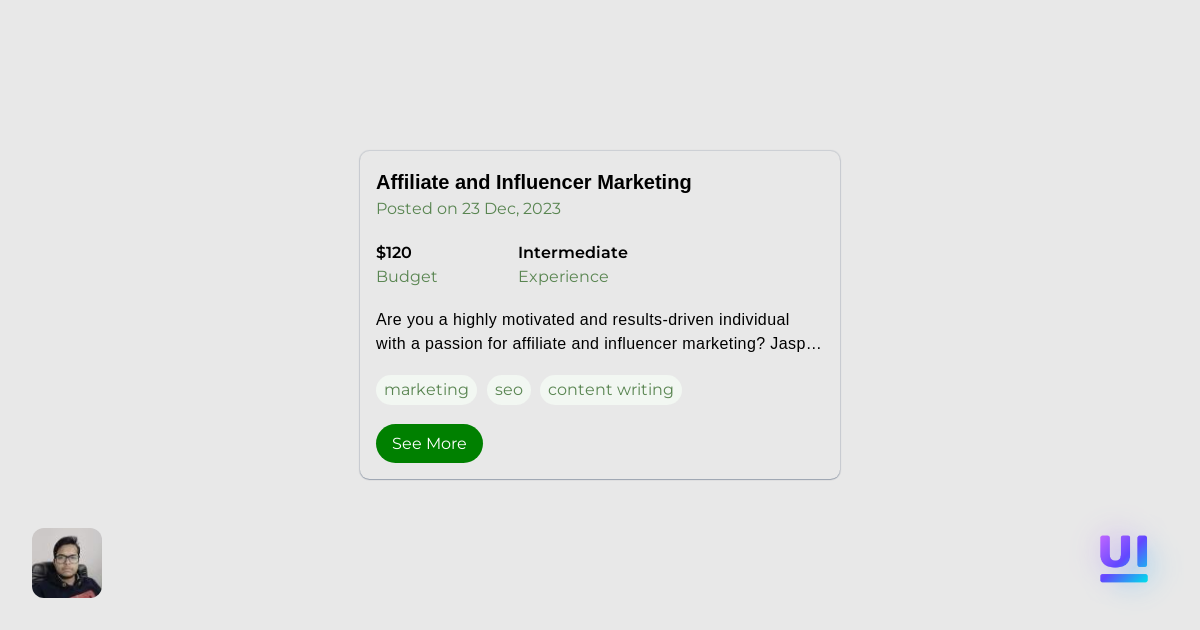 Affiliate and Influencer Marketing
Posted on 23 Dec, 2023
$120 Intermediate
Budget Experience
Are you a highly motivated and results-driven individual
with a passion for affiliate and influencer marketing? Jasp...
marketing seo content writing
See More
UI